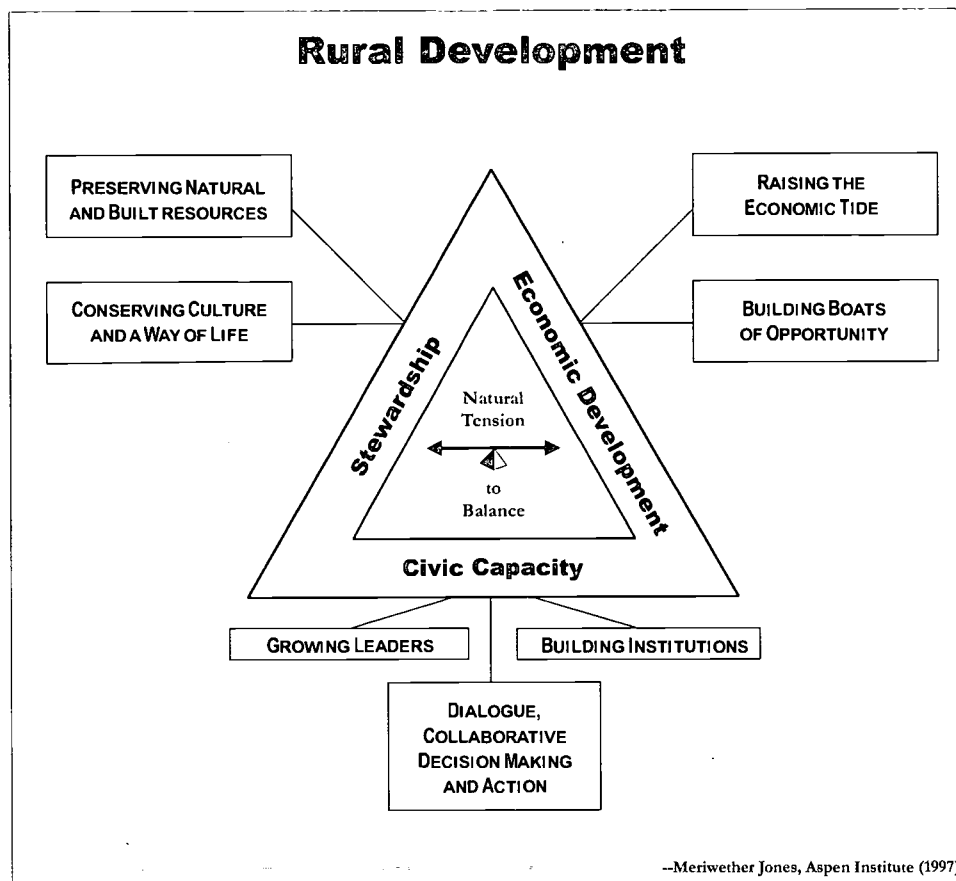 Rural Development
PRESERVING NATURAL
AND BUILT RESOURCES
RAISING THE
ECONOMIC TIDE
CONSERVING CULTURE
AND A WAY OF LIFE
BUILDING BOATS
OF OPPORTUNITY
Stewardship
Economic Development
Natural
Tension
to
Balance
Civic Capacity
GROWING LEADERS
BUILDING INSTITUTIONS
DIALOGUE,
COLLABORATIVE
DECISION MAKING
AND ACTION
--Meriwether Jones, Aspen Institute (1997)